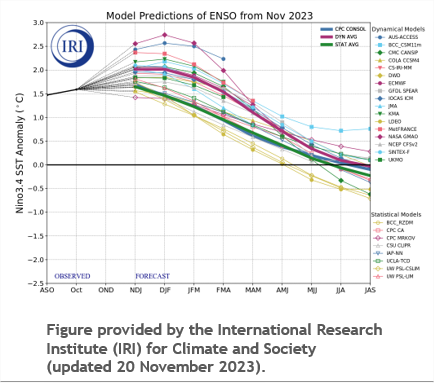 Model Predictions of ENSO from Nov 2023
IRI
CPC CONSOL
DYN AVG
STAT AVG
Nino3.4 SST Anomaly (°C)
3.0
2.5
2.0
1.5
1.0
0.5
0.0
−0.5
−1.0
−1.5
−2.0
−2.5
OBSERVED
FORECAST
ASO
Oct
OND
NDJ
DJF
JFM
FMA
MAM
AMJ
MJJ
JJA
JAS
Dynamical Models
AUS-ACCESS
BCC_CSM11m
CMC CANSIP
COLA CCSM4
CS-IRI-MM
DWD
ECMWF
GFDL SPEAR
IOCAS ICM
JMA
KMA
LDEO
MetFRANCE
NASA GMAO
NCEP CFSv2
SINTEX-F
UKMO
Statistical Models
BCC_RZDM
CPC CA
CPC MRKOV
CSU CLIPR
IAP-NN
UCLA-TCD
UW PSL-CSLIM
UW PSL-LIM
Figure provided by the International Research
Institute (IRI) for Climate and Society
(updated 20 November 2023).